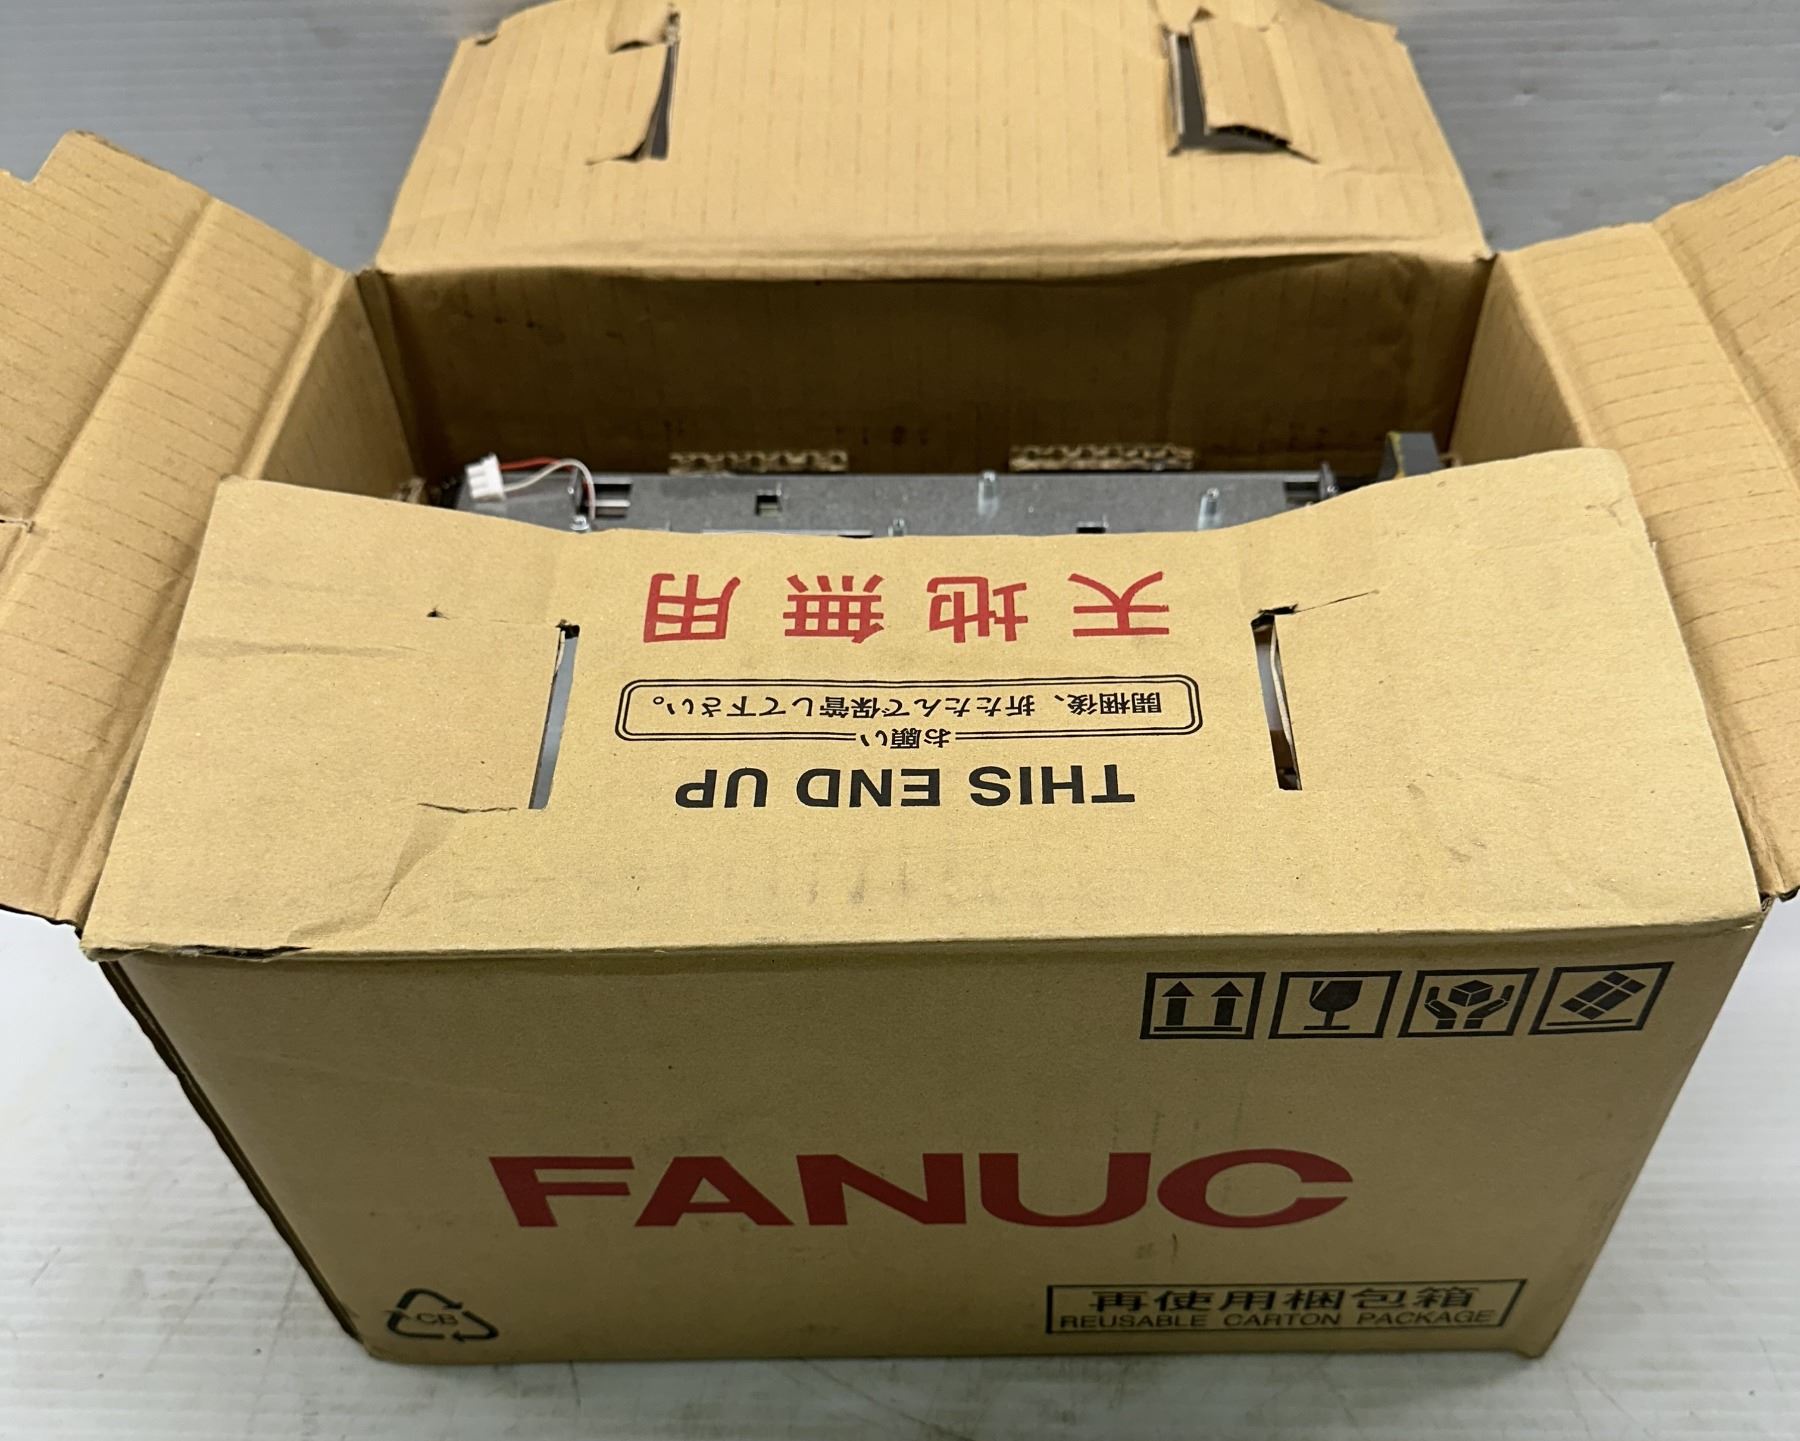 天地無用
開梱後、折たたんで保管して下さい。
お願い
THIS END UP
FANUC
CB
再使用梱包箱
REUSABLE CARTON PACKAGE